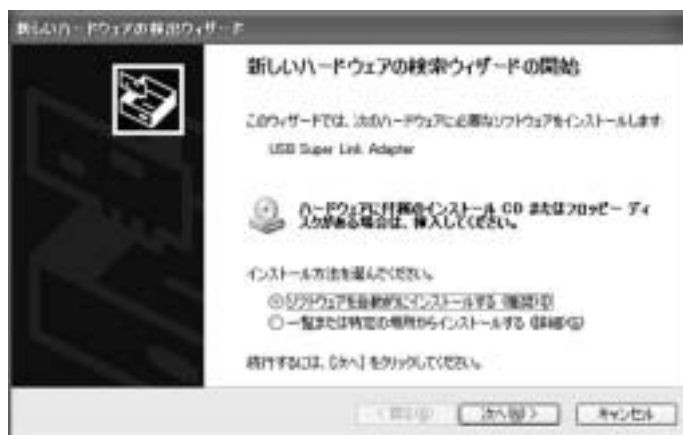 新しいハードウェアの検出ウィザード
新しいハードウェアの検索ウィザードの開始
このウィザードでは、次のハードウェアに必要なソフトウェアをインストールします
USB Super Link Adapter
ハードウェアに付属のインストール CD またはフロッピー ディ
スクがある場合は、挿入してください。
インストール方法を選んでください。
ソフトウェアを自動的にインストールする (推奨)(I)
一覧または特定の場所からインストールする (詳細)(S)
続行するには、[次へ] をクリックしてください。
< 戻る(B)
次へ(N) >
キャンセル